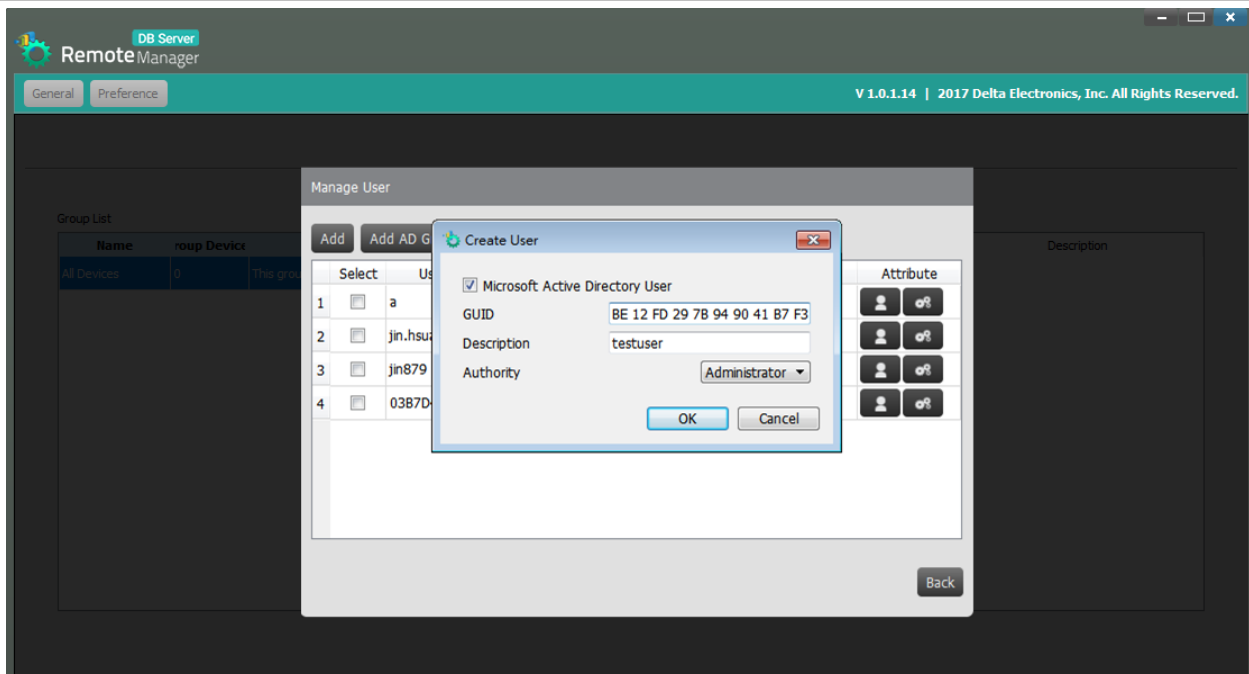 DB Server
RemoteManager
General Preference V 1.0.1.14 | 2017 Delta Electronics, Inc. All Rights Reserved.
Manage User
Group List
Add Add AD G
Create User
Name roup Device Description
All Devices 0 This grou
Select Us Attribute
Microsoft Active Directory User
1 a
GUID BE 12 FD 29 7B 94 90 41 B7 F3
2 jin.hsua
Description testuser
3 jin879
Authority Administrator
4 03B7D
OK Cancel
Back